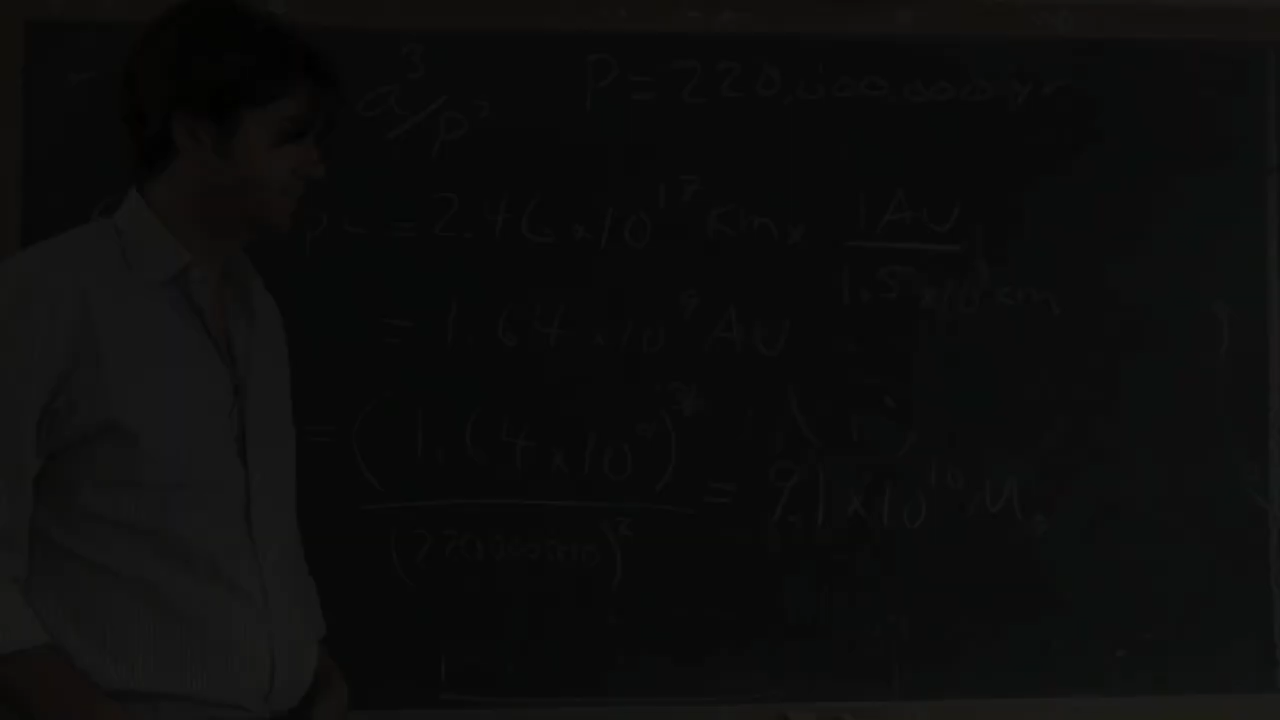 a³/p² P = 220,000,000 yr
pc = 2.46 x 10¹⁷ km x 1 AU / 1.5 x 10⁸ km
= 1.64 x 10⁹ AU
= (1.64 x 10⁹)³ / (220,000,000)² = 9.1 x 10¹⁰ M☉